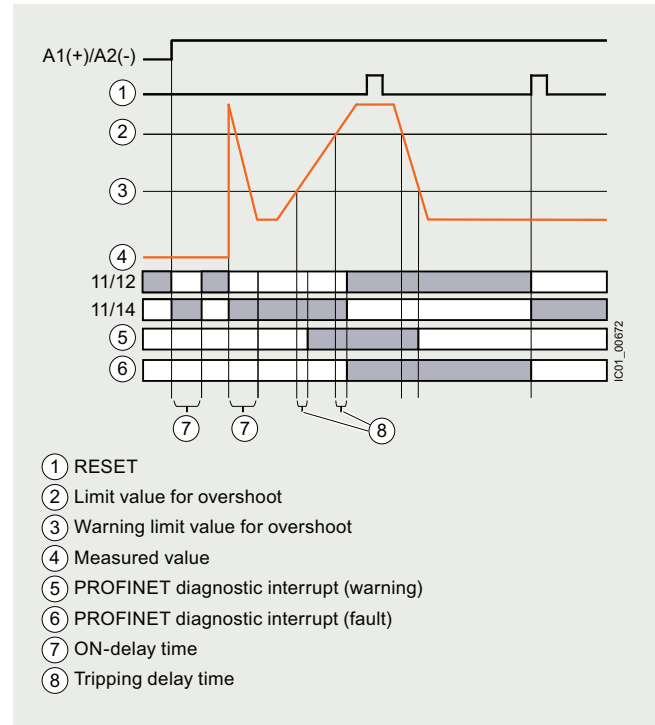 A1(+)/A2(-)
1
2
3
4
11/12
11/14
5
6
7 7 8
IC01_00672
1 RESET
2 Limit value for overshoot
3 Warning limit value for overshoot
4 Measured value
5 PROFINET diagnostic interrupt (warning)
6 PROFINET diagnostic interrupt (fault)
7 ON-delay time
8 Tripping delay time